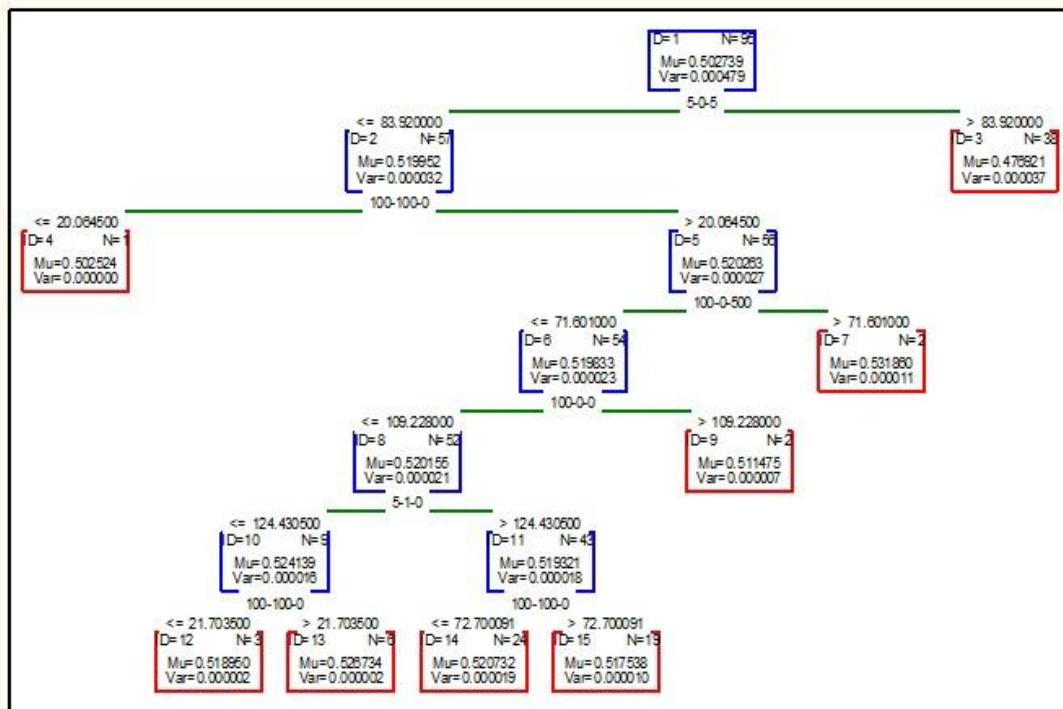 ID=1 N=95
Mu=0.502739
Var=0.000479
5-0-5
<= 83.920000
ID=2 N=57
Mu=0.519952
Var=0.000032
100-100-0
> 83.920000
ID=3 N=38
Mu=0.476921
Var=0.000037
<= 20.064500
ID=4 N=1
Mu=0.502524
Var=0.000000
> 20.064500
ID=5 N=56
Mu=0.520263
Var=0.000027
100-0-500
<= 71.601000
ID=6 N=54
Mu=0.519833
Var=0.000023
100-0-0
> 71.601000
ID=7 N=2
Mu=0.531860
Var=0.000011
<= 109.228000
ID=8 N=52
Mu=0.520155
Var=0.000021
5-1-0
> 109.228000
ID=9 N=2
Mu=0.511475
Var=0.000007
<= 124.430500
ID=10 N=9
Mu=0.524139
Var=0.000016
100-100-0
> 124.430500
ID=11 N=43
Mu=0.519321
Var=0.000018
100-100-0
<= 21.703500
ID=12 N=3
Mu=0.518950
Var=0.000002
> 21.703500
ID=13 N=6
Mu=0.526734
Var=0.000002
<= 72.700091
ID=14 N=24
Mu=0.520732
Var=0.000019
> 72.700091
ID=15 N=19
Mu=0.517538
Var=0.000010